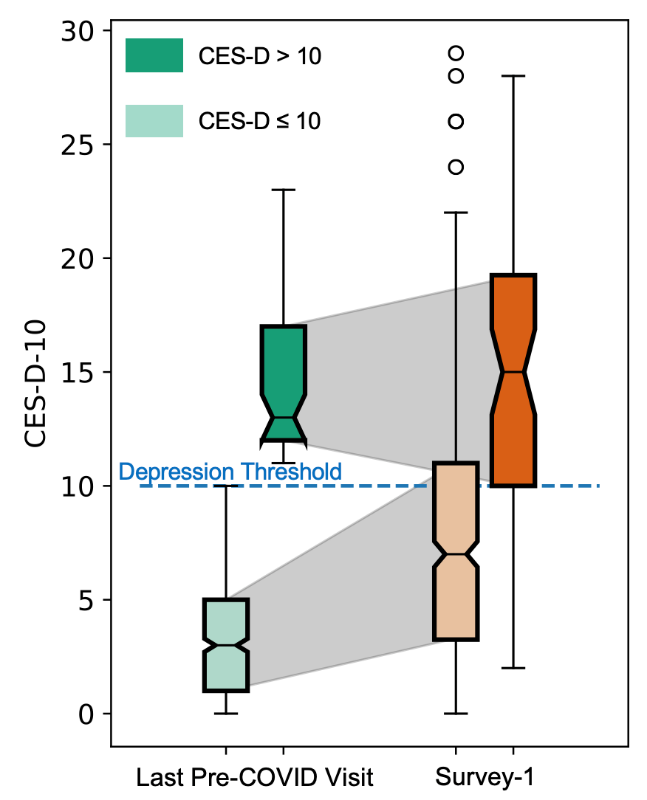 30
25
20
15
10
5
0
CES-D-10
CES-D > 10
CES-D ≤ 10
Depression Threshold
Last Pre-COVID Visit
Survey-1